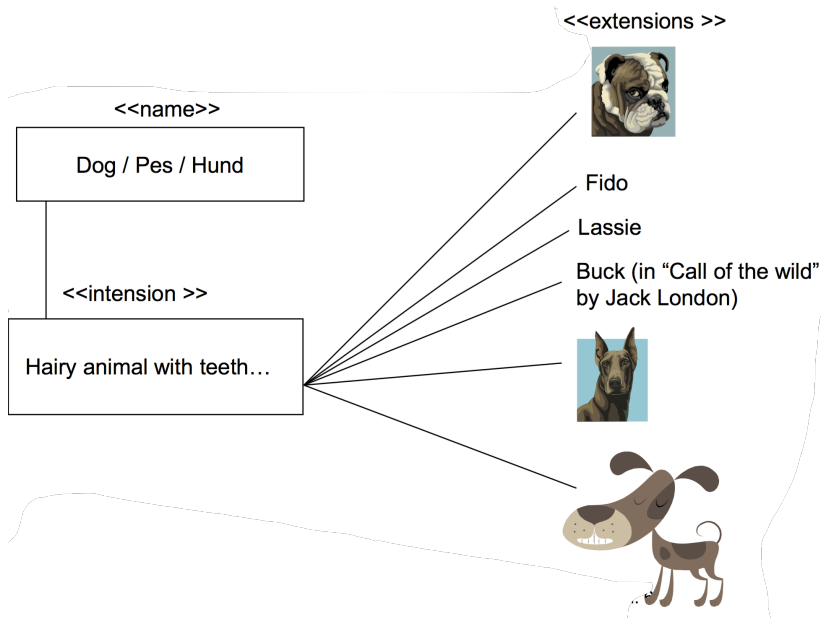 <<extensions >>
<<name>>
Dog / Pes / Hund
Fido
Lassie
Buck (in “Call of the wild”
by Jack London)
<<intension >>
Hairy animal with teeth…